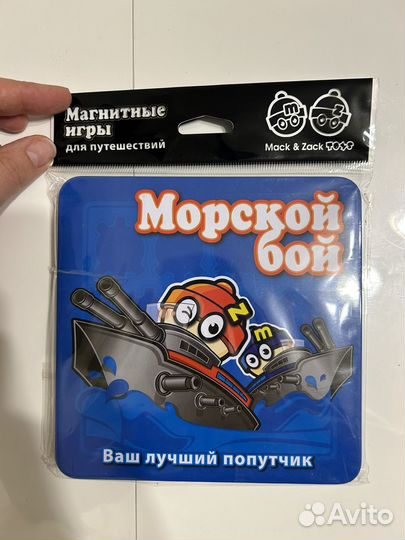 Магнитные
игры
для путешествий
m z
Mack & Zack TOYS
Морской
бой
z
m
Ваш лучший попутчик
Avito